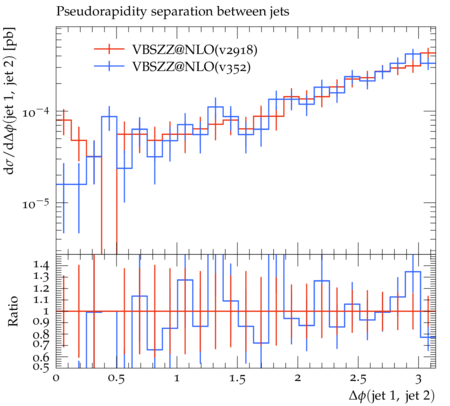 Pseudorapidity separation between jets
dσ/dΔϕ(jet 1, jet 2) [pb]
VBSZZ@NLO(v2918)
VBSZZ@NLO(v352)
10⁻⁴
10⁻⁵
Ratio
1.4
1.3
1.2
1.1
1
0.9
0.8
0.7
0.6
0.5
0 0.5 1 1.5 2 2.5 3
Δϕ(jet 1, jet 2)